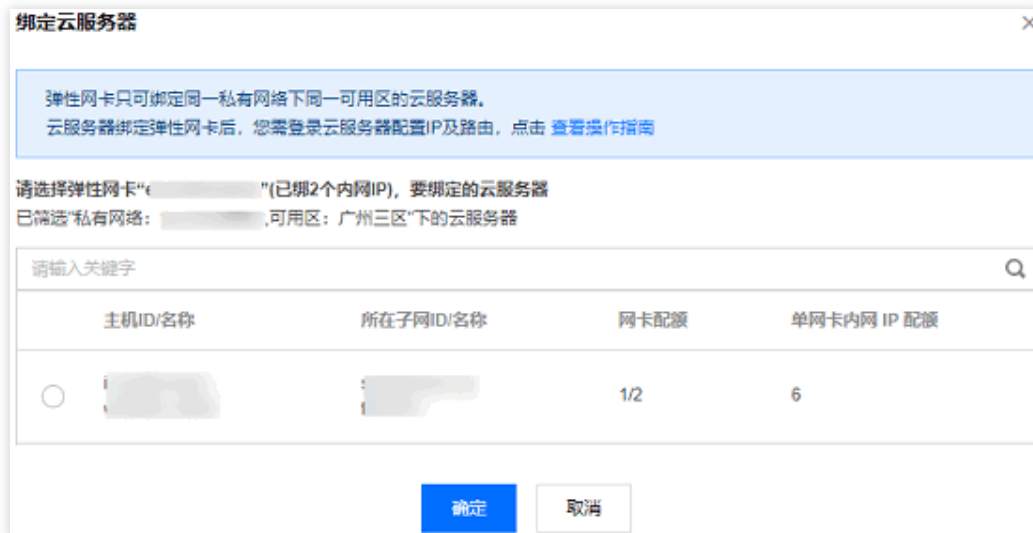 绑定云服务器
弹性网卡只可绑定同一私有网络下同一可用区的云服务器。
云服务器绑定弹性网卡后，您需登录云服务器配置IP及路由，点击 查看操作指南
请选择弹性网卡“e "(已绑2个内网IP)，要绑定的云服务器
已筛选"私有网络： ,可用区：广州三区"下的云服务器
请输入关键字
主机ID/名称 所在子网ID/名称 网卡配额 单网卡内网 IP 配额
1/2 6
确定 取消